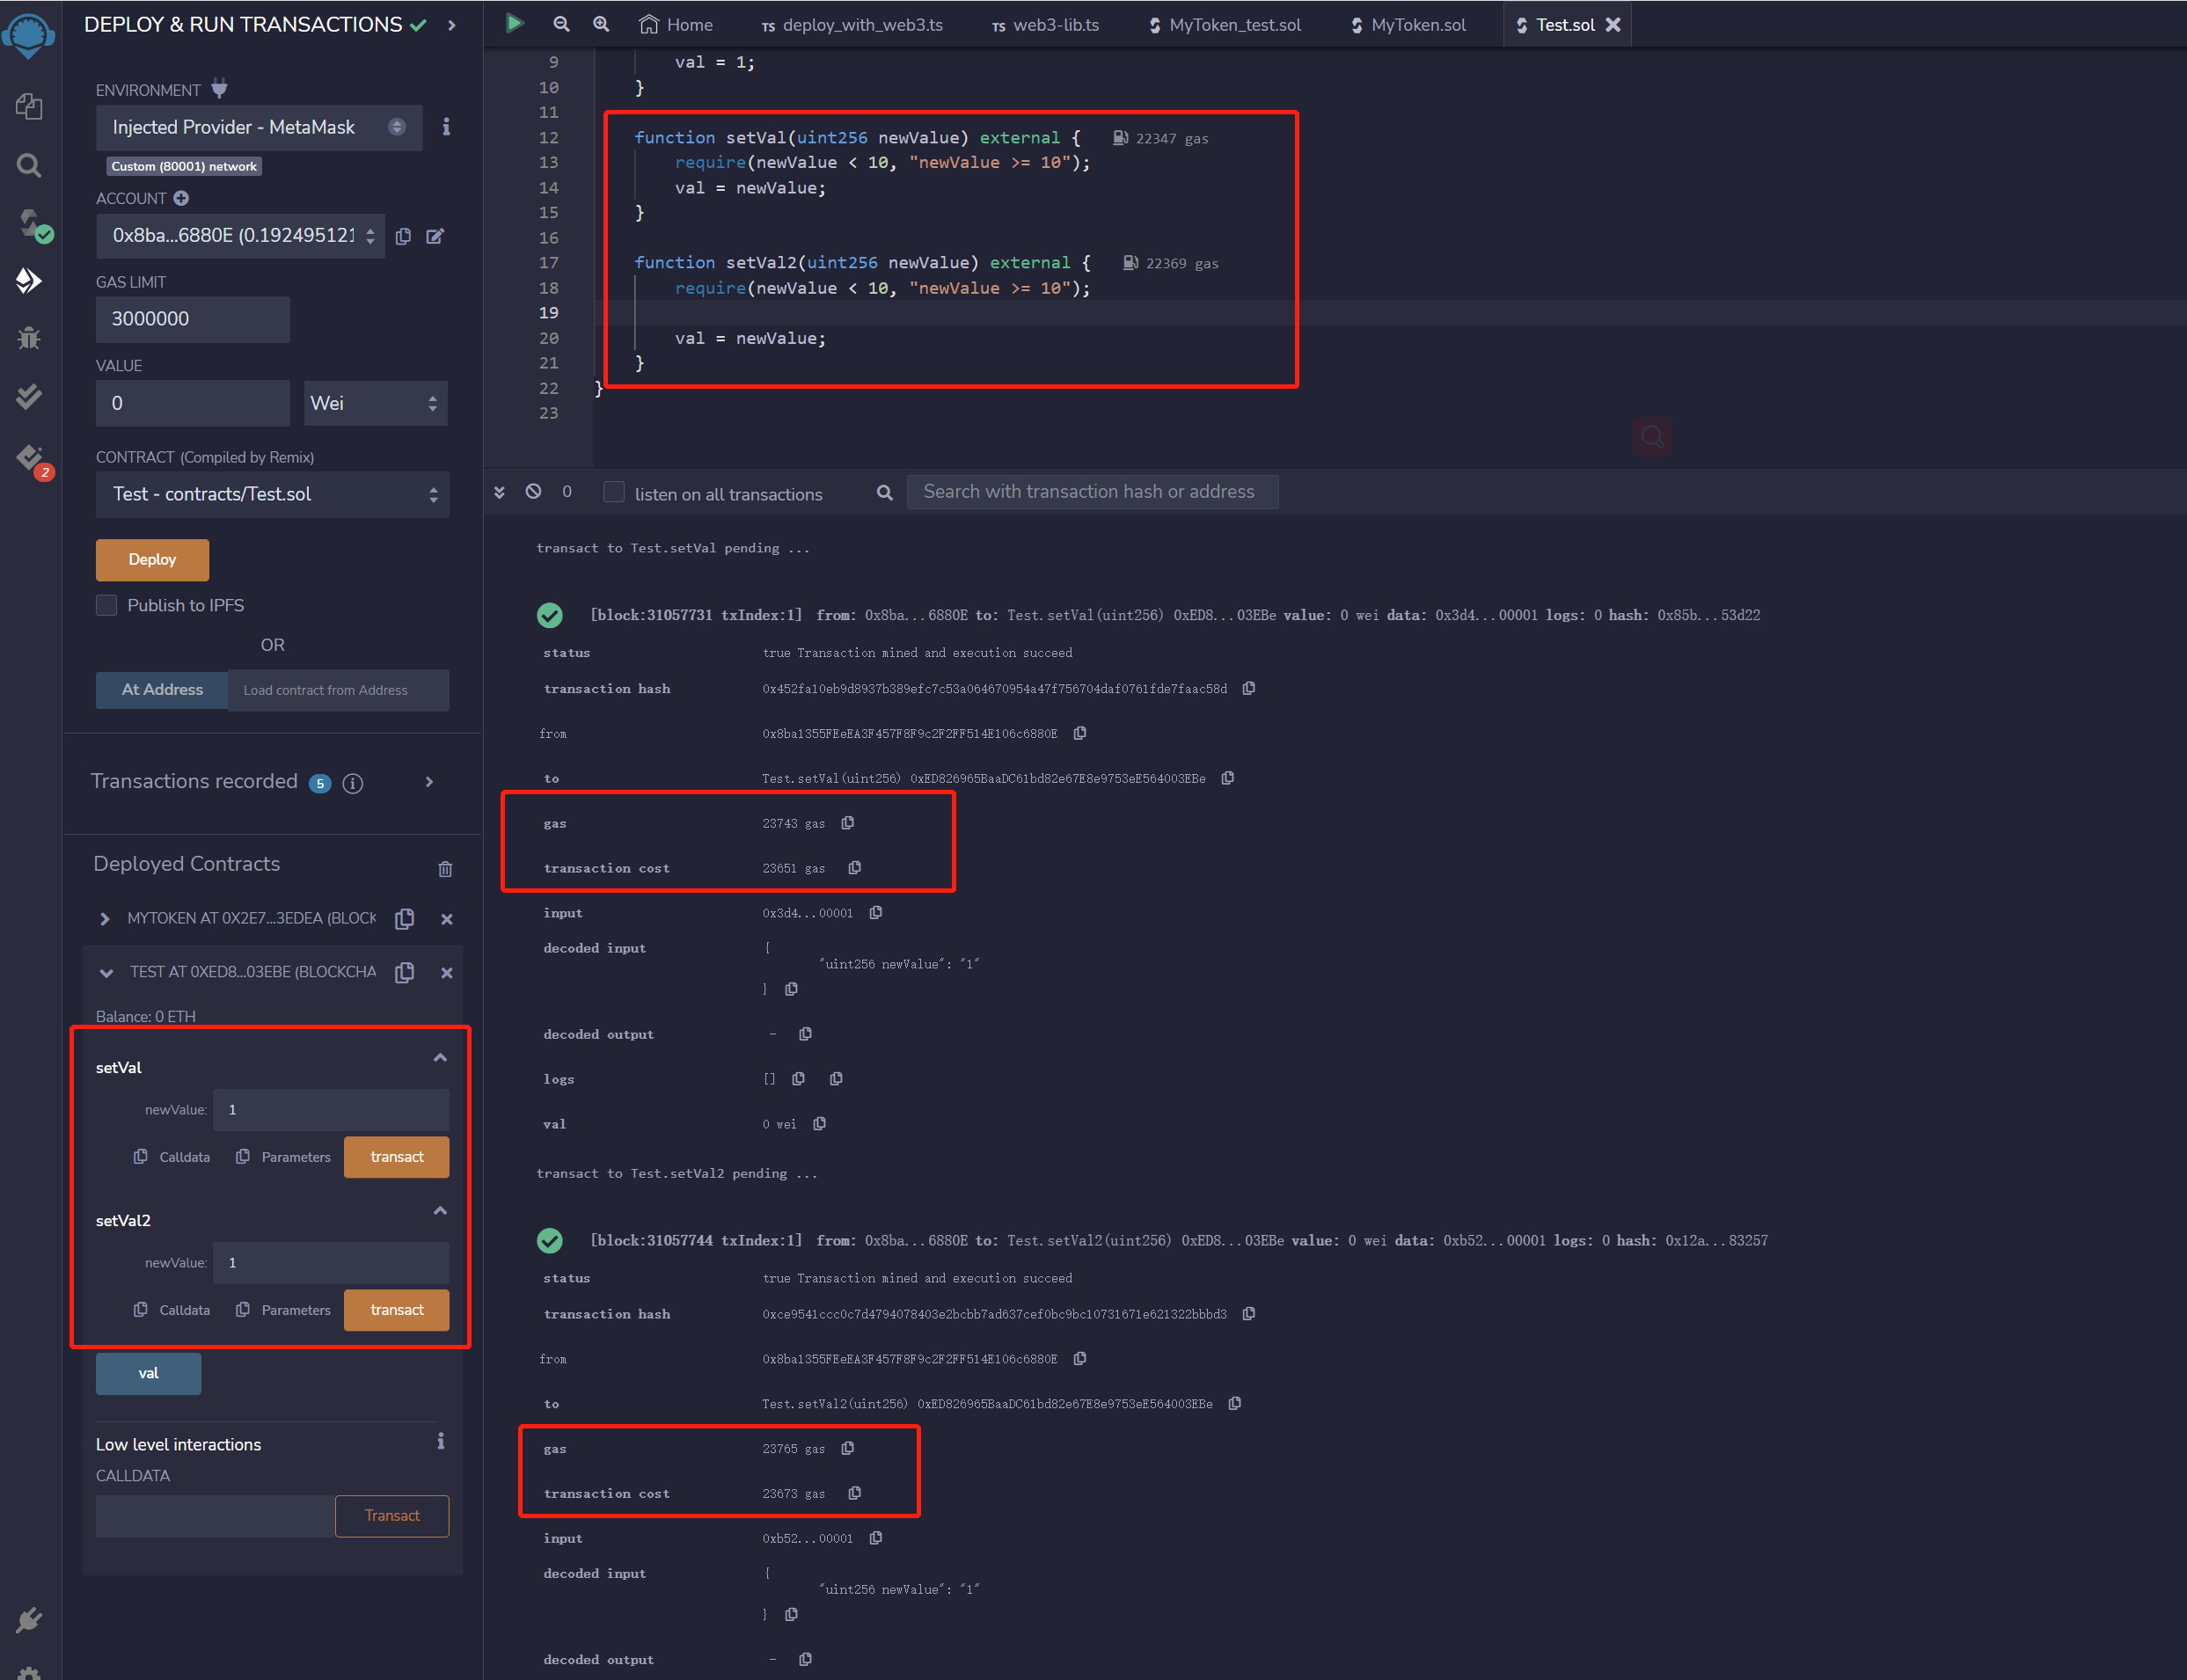 DEPLOY & RUN TRANSACTIONS
ENVIRONMENT
Injected Provider - MetaMask
Custom (80001) network
ACCOUNT
0x8ba...6880E (0.192495121
GAS LIMIT
3000000
VALUE
0
Wei
CONTRACT (Compiled by Remix)
Test - contracts/Test.sol
Deploy
Publish to IPFS
OR
At Address
Load contract from Address
Transactions recorded 5
Deployed Contracts
MYTOKEN AT 0X2E7...3EDEA (BLOCK
TEST AT 0XED8...03EBE (BLOCKCHA
Balance: 0 ETH
setVal
newValue: 1
Calldata Parameters transact
setVal2
newValue: 1
Calldata Parameters transact
val
Low level interactions
CALLDATA
Transact
2
Home
TS deploy_with_web3.ts
TS web3-lib.ts
MyToken_test.sol
MyToken.sol
Test.sol
9 val = 1;
10 }
11
12 function setVal(uint256 newValue) external { 22347 gas
13 require(newValue < 10, "newValue >= 10");
14 val = newValue;
15 }
16
17 function setVal2(uint256 newValue) external { 22369 gas
18 require(newValue < 10, "newValue >= 10");
19
20 val = newValue;
21 }
22 }
23
0 listen on all transactions Search with transaction hash or address
transact to Test.setVal pending ...
[block:31057731 txIndex:1] from: 0x8ba...6880E to: Test.setVal(uint256) 0xED8...03EBe value: 0 wei data: 0x3d4...00001 logs: 0 hash: 0x85b...53d22
status true Transaction mined and execution succeed
transaction hash 0x452fa10eb9d8937b389efc7c53a064670954a47f756704daf0761fde7faac58d
from 0x8ba1355FEeEA3F457F8F9c2F2FF514E106c6880E
to Test.setVal(uint256) 0xED826965BaaDC61bd82e67E8e9753eE564003EBe
gas 23743 gas
transaction cost 23651 gas
input 0x3d4...00001
decoded input {
"uint256 newValue": "1"
}
decoded output -
logs []
val 0 wei
transact to Test.setVal2 pending ...
[block:31057744 txIndex:1] from: 0x8ba...6880E to: Test.setVal2(uint256) 0xED8...03EBe value: 0 wei data: 0xb52...00001 logs: 0 hash: 0x12a...83257
status true Transaction mined and execution succeed
transaction hash 0xce9541ccc0c7d4794078403e2bcbb7ad637cef0bc9bc10731671e621322bbbd3
from 0x8ba1355FEeEA3F457F8F9c2F2FF514E106c6880E
to Test.setVal2(uint256) 0xED826965BaaDC61bd82e67E8e9753eE564003EBe
gas 23765 gas
transaction cost 23673 gas
input 0xb52...00001
decoded input {
"uint256 newValue": "1"
}
decoded output -